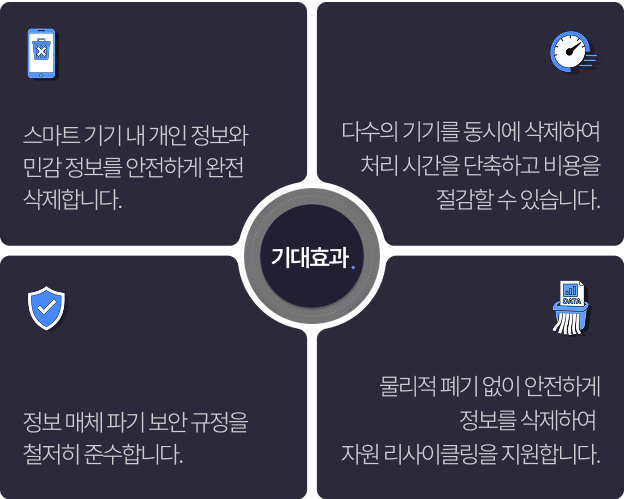 스마트 기기 내 개인 정보와
민감 정보를 안전하게 완전
삭제합니다.
다수의 기기를 동시에 삭제하여
처리 시간을 단축하고 비용을
절감할 수 있습니다.
기대효과.
정보 매체 파기 보안 규정을
철저히 준수합니다.
DATA
물리적 폐기 없이 안전하게
정보를 삭제하여
자원 리사이클링을 지원합니다.